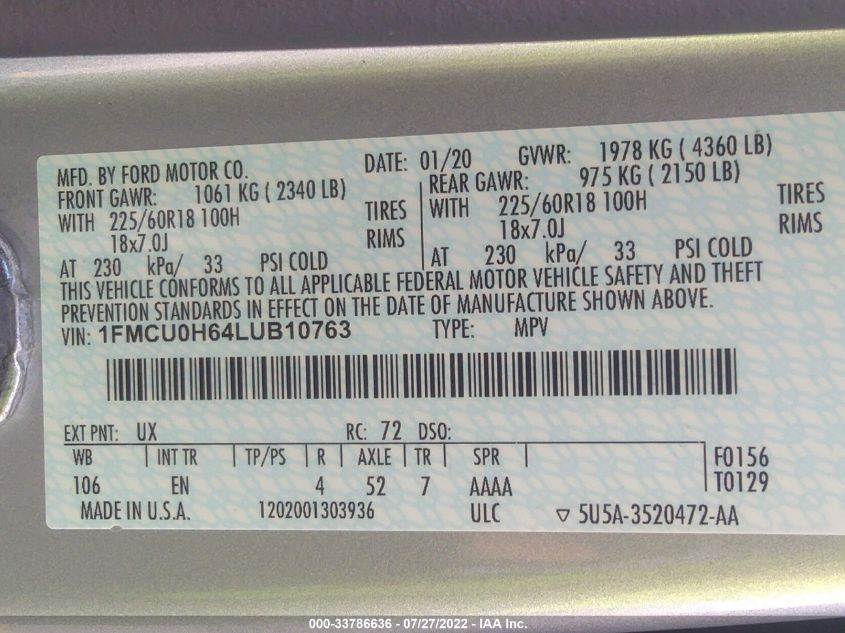 MFD. BY FORD MOTOR CO. DATE: 01/20 GVWR: 1978 KG ( 4360 LB)
FRONT GAWR: 1061 KG ( 2340 LB) REAR GAWR: 975 KG ( 2150 LB)
WITH 225/60R18 100H TIRES WITH 225/60R18 100H TIRES
18x7.0J RIMS 18x7.0J RIMS
AT 230 kPa/ 33 PSI COLD AT 230 kPa/ 33 PSI COLD
THIS VEHICLE CONFORMS TO ALL APPLICABLE FEDERAL MOTOR VEHICLE SAFETY AND THEFT
PREVENTION STANDARDS IN EFFECT ON THE DATE OF MANUFACTURE SHOWN ABOVE.
VIN: 1FMCU0H64LUB10763 TYPE: MPV
EXT PNT: UX RC: 72 DSO:
WB INT TR TP/PS R AXLE TR SPR F0156
106 EN 4 52 7 AAAA T0129
MADE IN U.S.A. 1202001303936 ULC ▽ 5U5A-3520472-AA
000-33786636 - 07/27/2022 - IAA Inc.